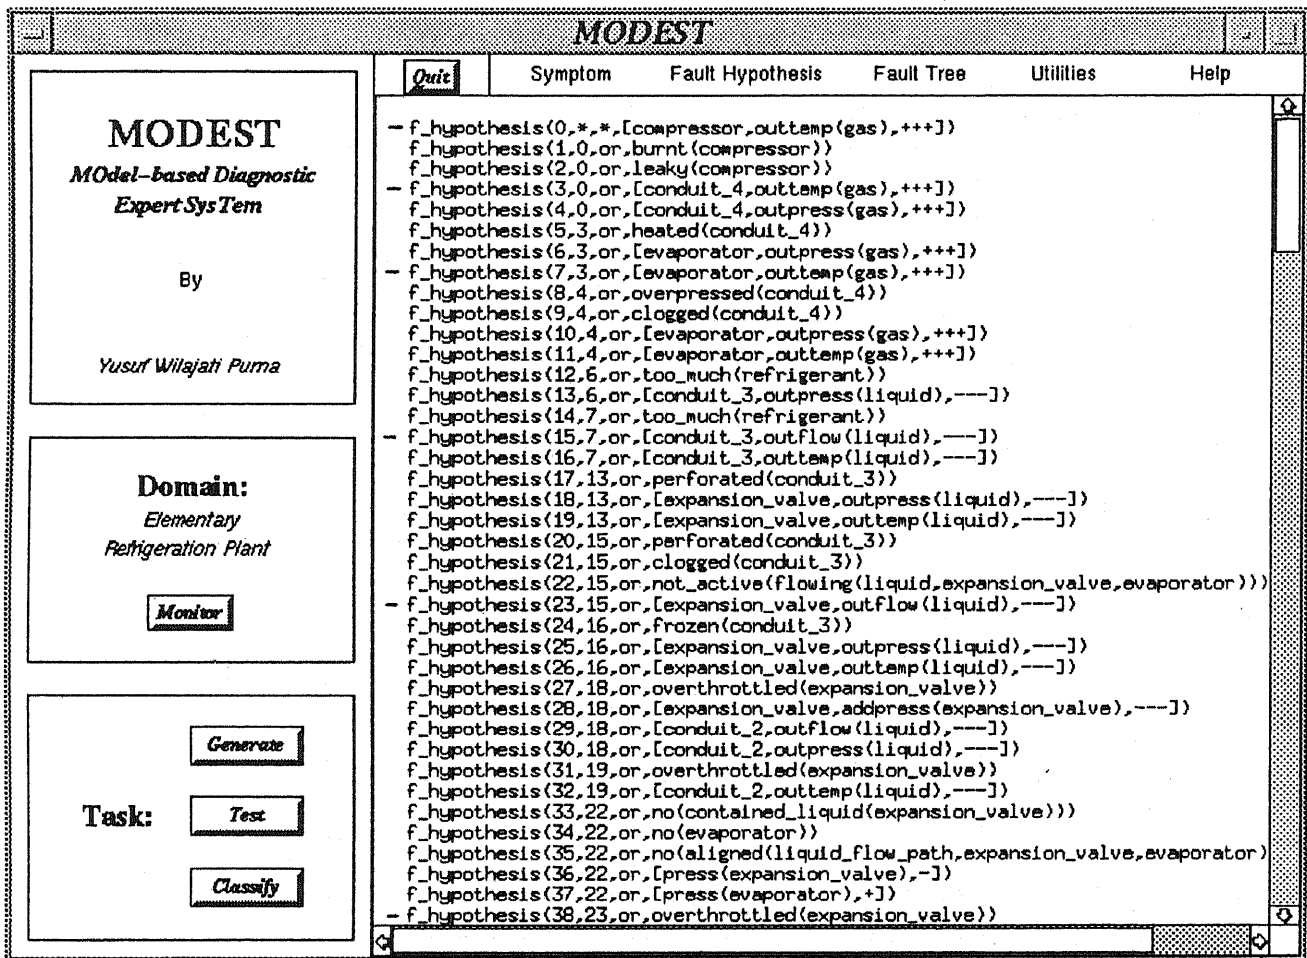 MODEST
Quit Symptom Fault Hypothesis Fault Tree Utilities Help
MODEST
MOdel-based Diagnostic
Expert SysTem
By
Yusuf Wilajati Purna
Domain:
Elementary
Refrigeration Plant
Monitor
Task:
Generate
Test
Classify
— f_hypothesis(0,*,*,[compressor,outtemp(gas),+++])
f_hypothesis(1,0,or,burnt(compressor))
f_hypothesis(2,0,or,leaky(compressor))
— f_hypothesis(3,0,or,[conduit_4,outtemp(gas),+++])
f_hypothesis(4,0,or,[conduit_4,outpress(gas),+++])
f_hypothesis(5,3,or,heated(conduit_4))
f_hypothesis(6,3,or,[evaporator,outpress(gas),+++])
— f_hypothesis(7,3,or,[evaporator,outtemp(gas),+++])
f_hypothesis(8,4,or,overpressed(conduit_4))
f_hypothesis(9,4,or,clogged(conduit_4))
f_hypothesis(10,4,or,[evaporator,outpress(gas),+++])
f_hypothesis(11,4,or,[evaporator,outtemp(gas),+++])
f_hypothesis(12,6,or,too_much(refrigerant))
f_hypothesis(13,6,or,[conduit_3,outpress(liquid),---])
f_hypothesis(14,7,or,too_much(refrigerant))
— f_hypothesis(15,7,or,[conduit_3,outflow(liquid),---])
f_hypothesis(16,7,or,[conduit_3,outtemp(liquid),---])
f_hypothesis(17,13,or,perforated(conduit_3))
f_hypothesis(18,13,or,[expansion_valve,outpress(liquid),---])
f_hypothesis(19,13,or,[expansion_valve,outtemp(liquid),---])
f_hypothesis(20,15,or,perforated(conduit_3))
f_hypothesis(21,15,or,clogged(conduit_3))
f_hypothesis(22,15,or,not_active(flowing(liquid,expansion_valve,evaporator)))
— f_hypothesis(23,15,or,[expansion_valve,outflow(liquid),---])
f_hypothesis(24,16,or,frozen(conduit_3))
f_hypothesis(25,16,or,[expansion_valve,outpress(liquid),---])
f_hypothesis(26,16,or,[expansion_valve,outtemp(liquid),---])
f_hypothesis(27,18,or,overthrottled(expansion_valve))
f_hypothesis(28,18,or,[expansion_valve,addpress(expansion_valve),---])
f_hypothesis(29,18,or,[conduit_2,outflow(liquid),---])
f_hypothesis(30,18,or,[conduit_2,outpress(liquid),---])
f_hypothesis(31,19,or,overthrottled(expansion_valve))
f_hypothesis(32,19,or,[conduit_2,outtemp(liquid),---])
f_hypothesis(33,22,or,no(contained_liquid(expansion_valve)))
f_hypothesis(34,22,or,no(evaporator))
f_hypothesis(35,22,or,no(aligned(liquid_flow_path,expansion_valve,evaporator)
f_hypothesis(36,22,or,[press(expansion_valve),-])
f_hypothesis(37,22,or,[press(evaporator),+])
— f_hypothesis(38,23,or,overthrottled(expansion_valve))